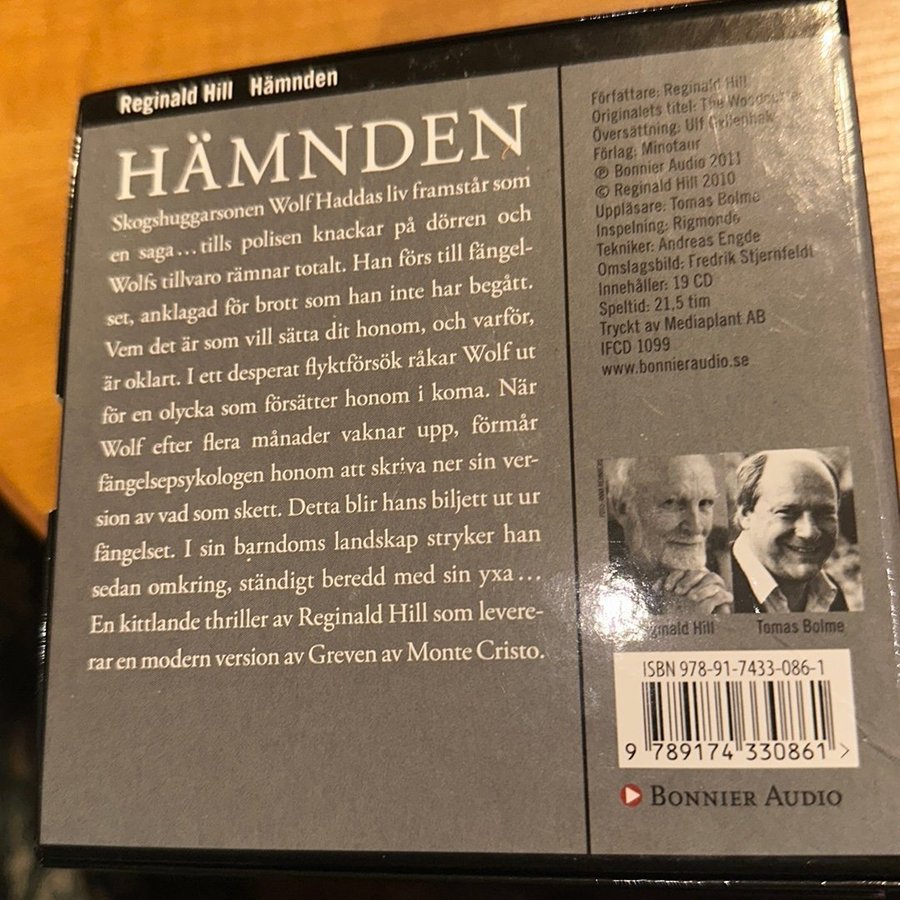 Reginald Hill Hämnden
HÄMNDEN
Skogshuggarsonen Wolf Haddas liv framstår som
en saga... tills polisen knackar på dörren och
Wolfs tillvaro rämnar totalt. Han förs till fängel-
set, anklagad för brott som han inte har begått.
Vem det är som vill sätta dit honom, och varför,
är oklart. I ett desperat flyktförsök råkar Wolf ut
för en olycka som försätter honom i koma. När
Wolf efter flera månader vaknar upp, förmår
fängelsepsykologen honom att skriva ner sin ver-
sion av vad som skett. Detta blir hans biljett ut ur
fängelset. I sin barndoms landskap stryker han
sedan omkring, ständigt beredd med sin yxa...
En kittlande thriller av Reginald Hill som levere-
rar en modern version av Greven av Monte Cristo.
Författare: Reginald Hill
Originalets titel: The Woodcutter
Översättning: Ulf Gyllenhak
Förlag: Minotaur
℗ Bonnier Audio 2011
© Reginald Hill 2010
Uppläsare: Tomas Bolme
Inspelning: Rigmondo
Tekniker: Andreas Engde
Omslagsbild: Fredrik Stjernfeldt
Innehåller: 19 CD
Speltid: 21,5 tim
Tryckt av Mediaplant AB
IFCD 1099
www.bonnieraudio.se
Reginald Hill Tomas Bolme
ISBN 978-91-7433-086-1
9 789174 330861 >
BONNIER AUDIO